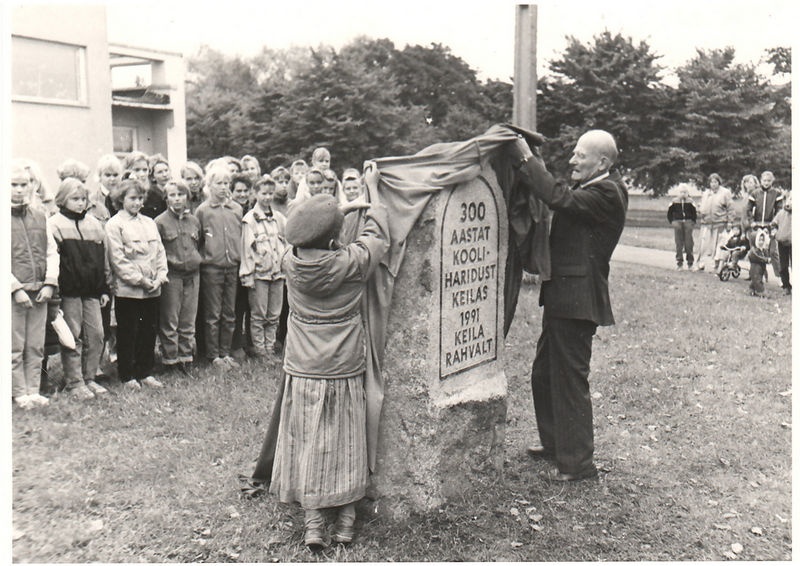 300
AASTAT
KOOLI-
HARIDUST
KEILAS
1991
KEILA
RAHVALT